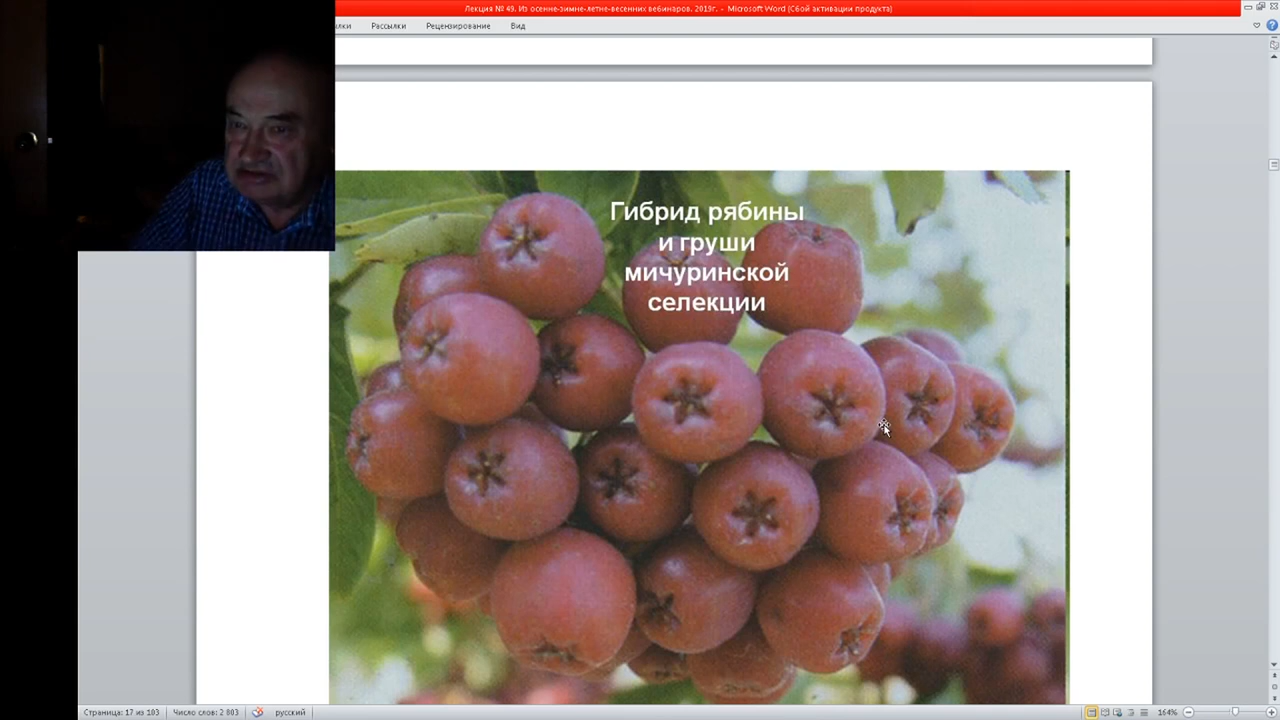 Лекция № 49. Из осенне-зимне-летне-весенних вебинаров. 2019г. - Microsoft Word (Сбой активации продукта)
Рассылки
Рецензирование
Вид
Гибрид рябины
и груши
мичуринской
селекции
Страница: 17 из 103
Число слов: 2 803
русский
164%